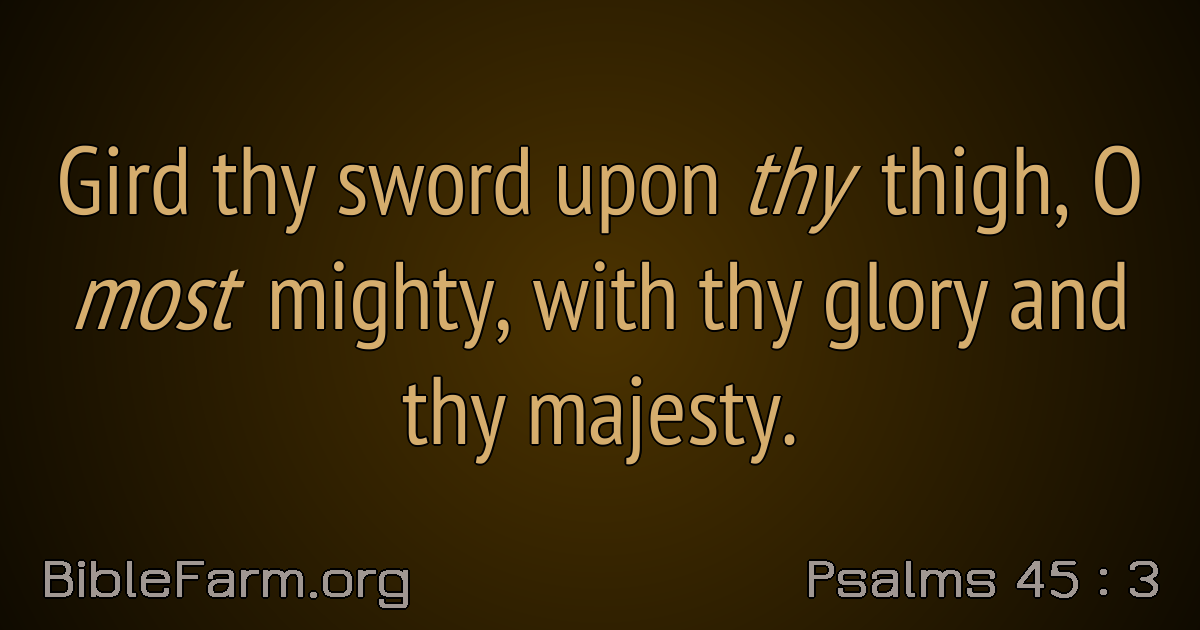 Gird thy sword upon thy thigh, O
most mighty, with thy glory and
thy majesty.
BibleFarm.org
Psalms 45 : 3